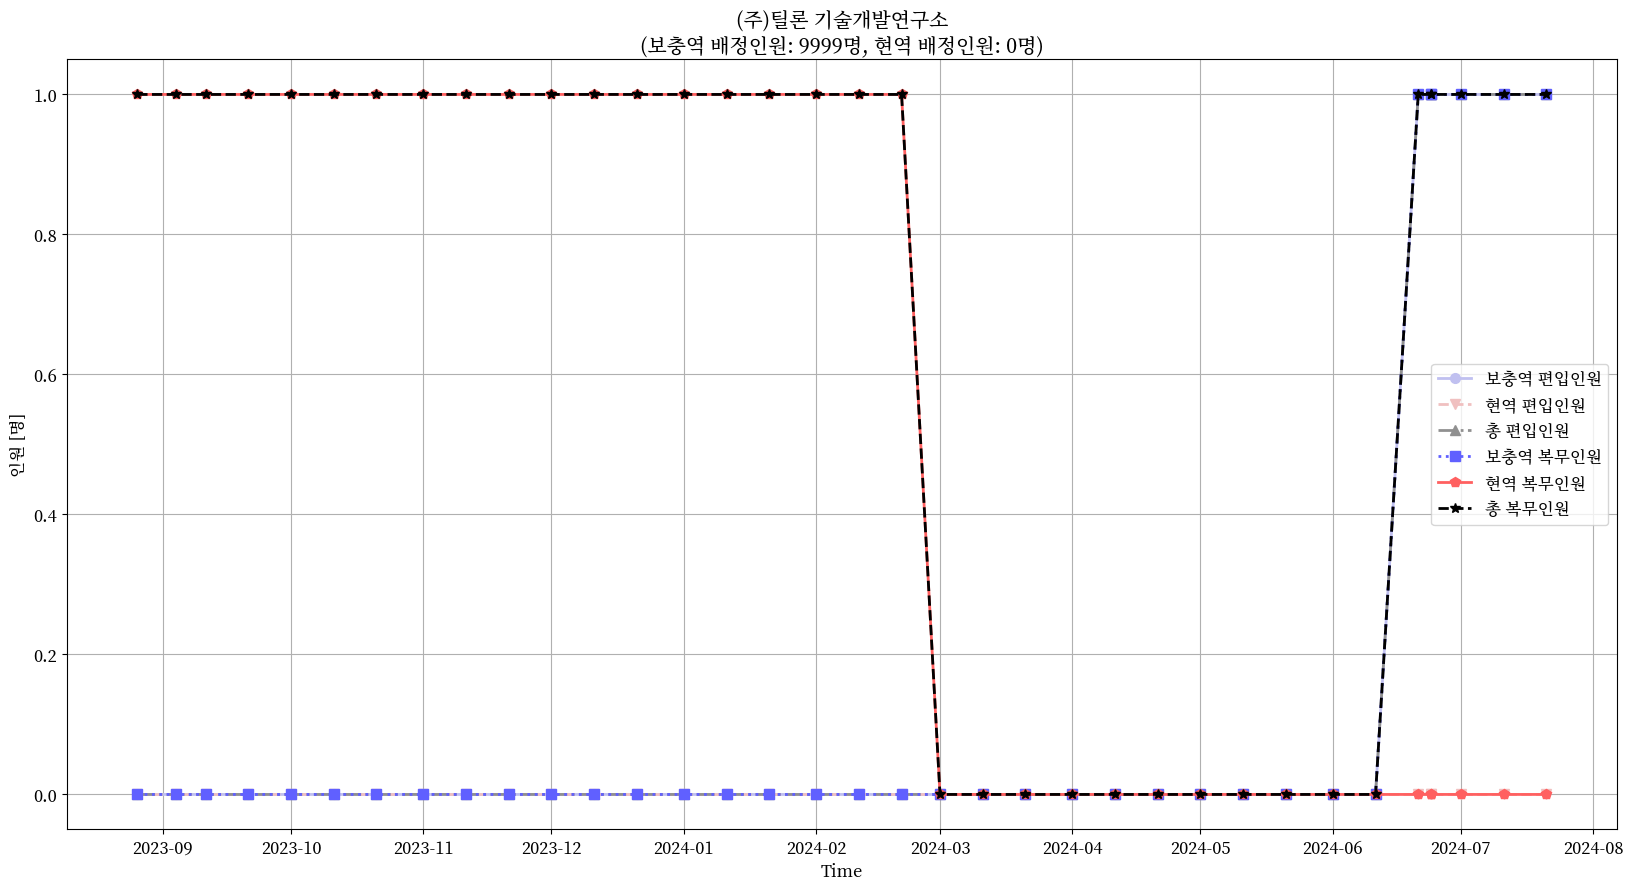 (주)틸론 기술개발연구소
(보충역 배정인원: 9999명, 현역 배정인원: 0명)
인원 [명]
1.0
0.8
0.6
0.4
0.2
0.0
보충역 편입인원
현역 편입인원
총 편입인원
보충역 복무인원
현역 복무인원
총 복무인원
2023-09
2023-10
2023-11
2023-12
2024-01
2024-02
2024-03
2024-04
2024-05
2024-06
2024-07
2024-08
Time